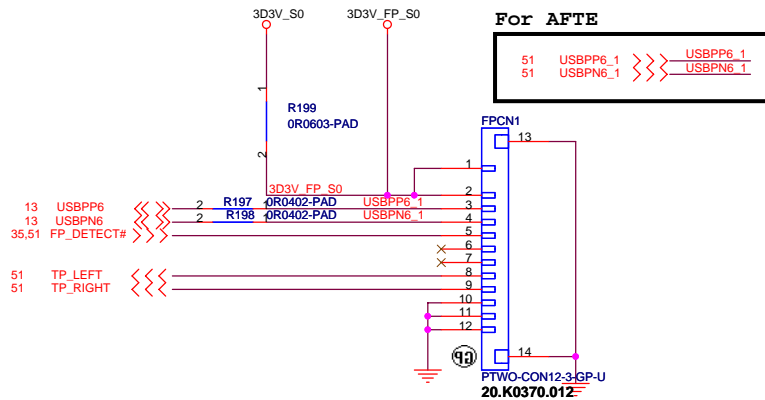 3D3V_S0
3D3V_FP_S0
For AFTE
51 USBPP6_1 USBPP6_1
51 USBPN6_1 USBPN6_1
1
R199
0R0603-PAD
2
FPCN1
13
1
3D3V_FP_S0
2
13 USBPP6 2 R197 1 0R0402-PAD USBPP6_1 3
13 USBPN6 2 R198 1 0R0402-PAD USBPN6_1 4
35,51 FP_DETECT# 5
6
7
51 TP_LEFT 8
51 TP_RIGHT 9
10
11
12
14
GP
PTWO-CON12-3-GP-U
20.K0370.012